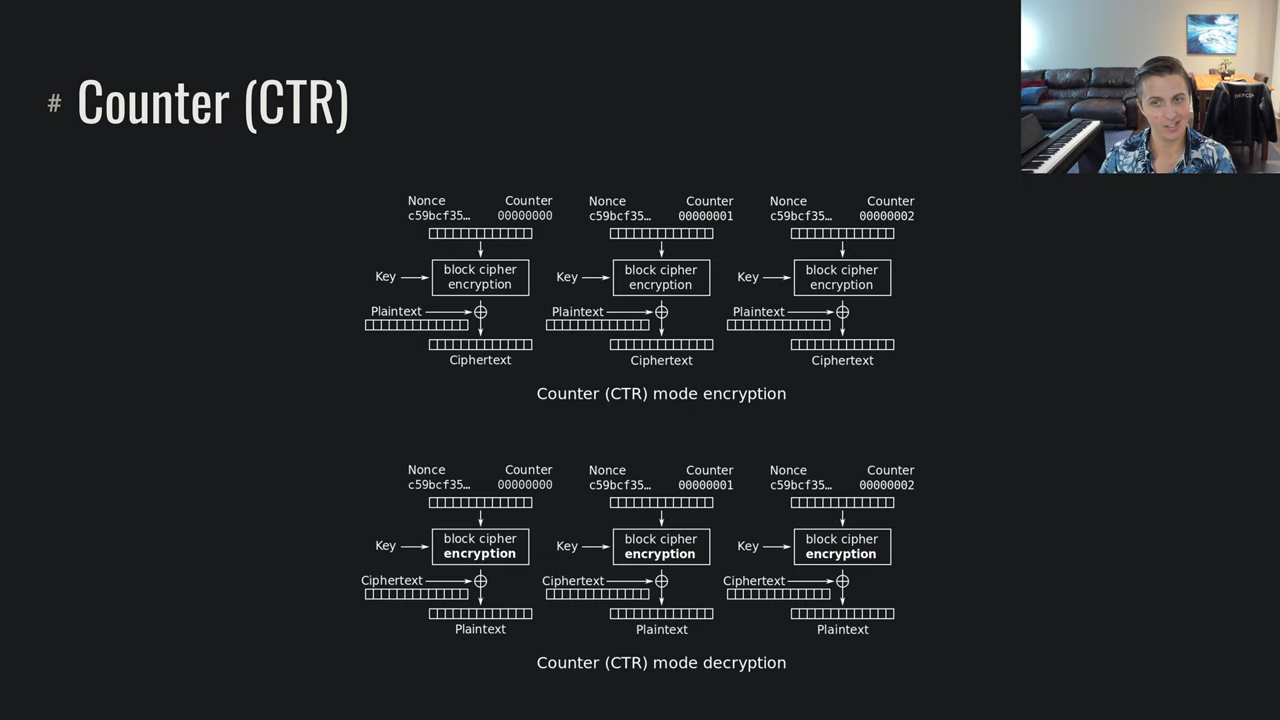 # Counter (CTR)
Nonce Counter Nonce Counter Nonce Counter
c59bcf35… 00000000 c59bcf35… 00000001 c59bcf35… 00000002
Key block cipher encryption Key block cipher encryption Key block cipher encryption
Plaintext Plaintext Plaintext
Ciphertext Ciphertext Ciphertext
Counter (CTR) mode encryption
Nonce Counter Nonce Counter Nonce Counter
c59bcf35… 00000000 c59bcf35… 00000001 c59bcf35… 00000002
Key block cipher encryption Key block cipher encryption Key block cipher encryption
Ciphertext Ciphertext Ciphertext
Plaintext Plaintext Plaintext
Counter (CTR) mode decryption